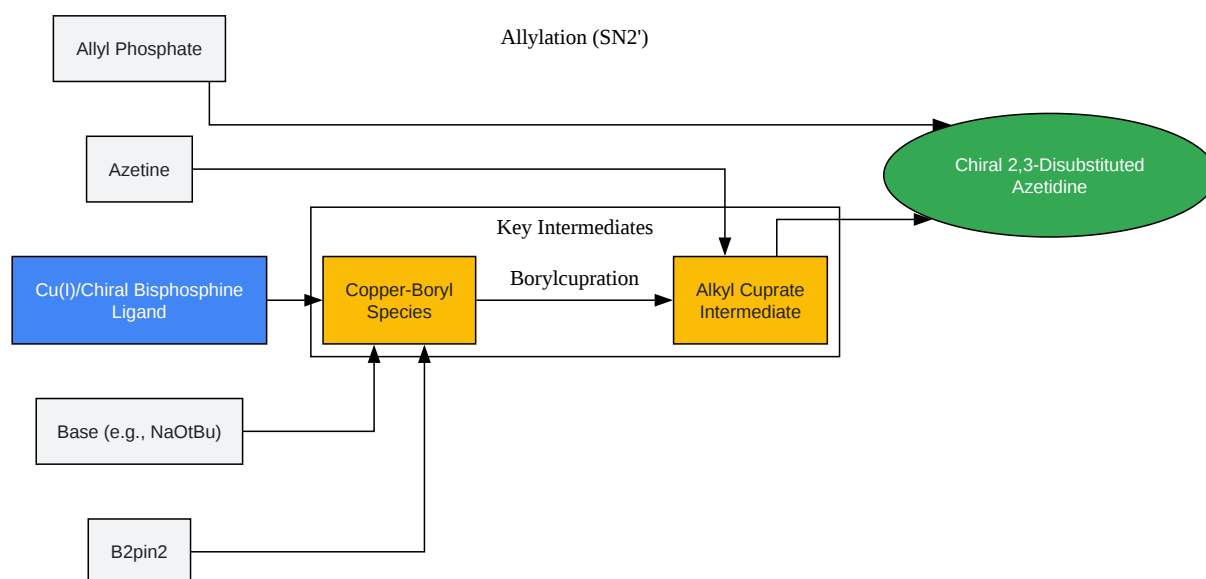 Allyl Phosphate
Allylation (SN2')
Azetine
Chiral 2,3-Disubstituted
Azetidine
Key Intermediates
Cu(I)/Chiral Bisphosphine
Ligand
Copper-Boryl
Species
Borylcupration
Alkyl Cuprate
Intermediate
Base (e.g., NaOtBu)
B2pin2